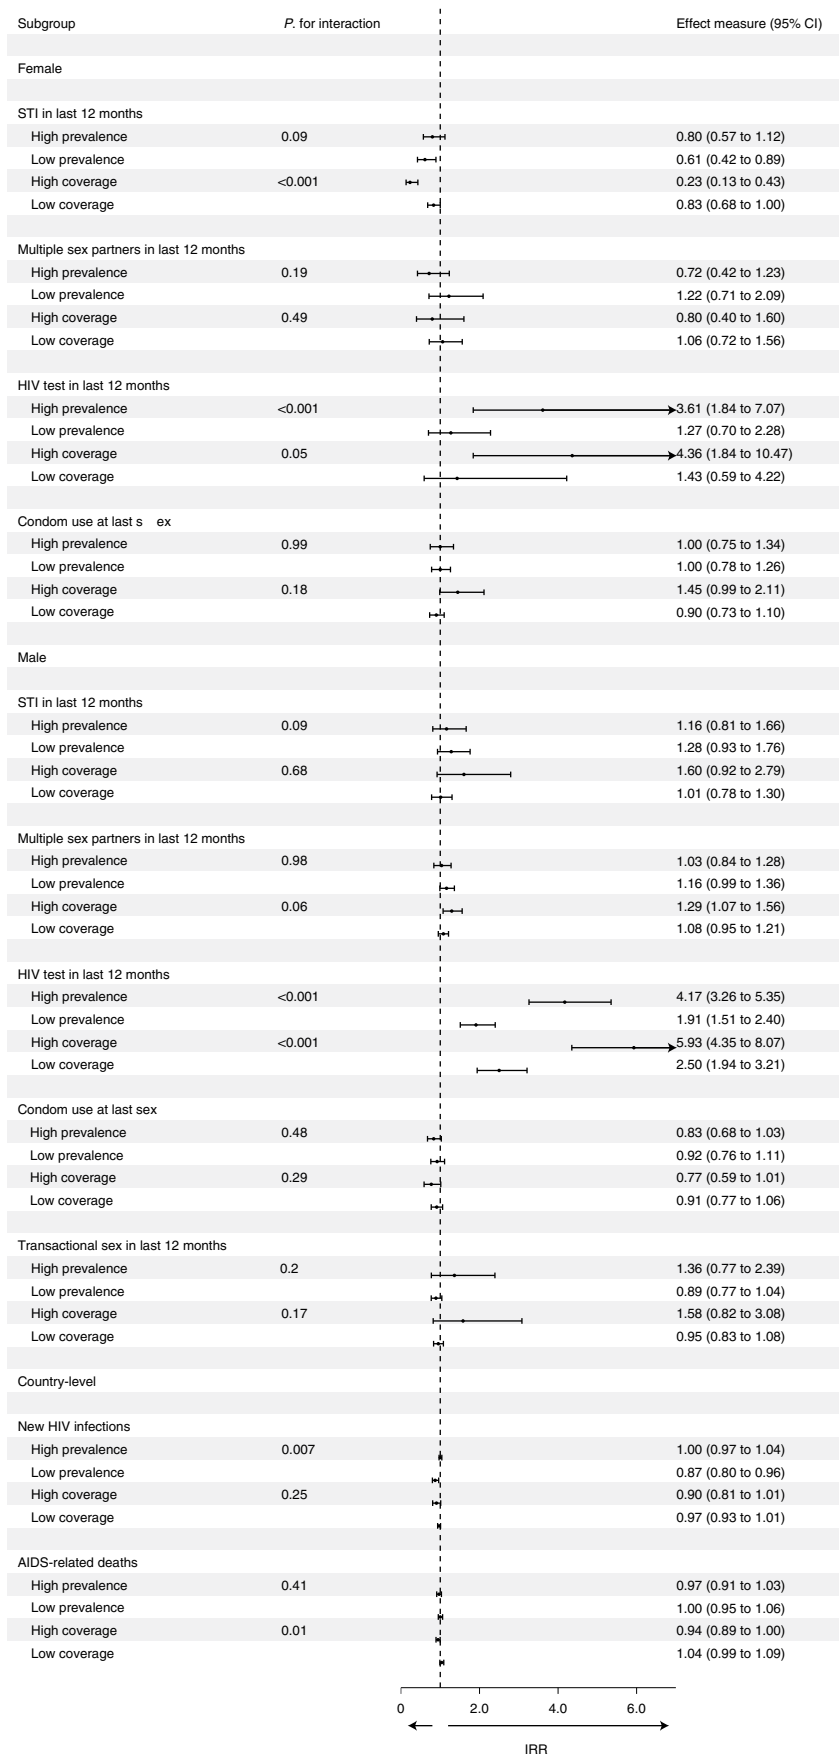 Subgroup P. for interaction Effect measure (95% CI)
Female
STI in last 12 months
High prevalence 0.09 0.80 (0.57 to 1.12)
Low prevalence 0.61 (0.42 to 0.89)
High coverage <0.001 0.23 (0.13 to 0.43)
Low coverage 0.83 (0.68 to 1.00)
Multiple sex partners in last 12 months
High prevalence 0.19 0.72 (0.42 to 1.23)
Low prevalence 1.22 (0.71 to 2.09)
High coverage 0.49 0.80 (0.40 to 1.60)
Low coverage 1.06 (0.72 to 1.56)
HIV test in last 12 months
High prevalence <0.001 3.61 (1.84 to 7.07)
Low prevalence 1.27 (0.70 to 2.28)
High coverage 0.05 4.36 (1.84 to 10.47)
Low coverage 1.43 (0.59 to 4.22)
Condom use at last s ex
High prevalence 0.99 1.00 (0.75 to 1.34)
Low prevalence 1.00 (0.78 to 1.26)
High coverage 0.18 1.45 (0.99 to 2.11)
Low coverage 0.90 (0.73 to 1.10)
Male
STI in last 12 months
High prevalence 0.09 1.16 (0.81 to 1.66)
Low prevalence 1.28 (0.93 to 1.76)
High coverage 0.68 1.60 (0.92 to 2.79)
Low coverage 1.01 (0.78 to 1.30)
Multiple sex partners in last 12 months
High prevalence 0.98 1.03 (0.84 to 1.28)
Low prevalence 1.16 (0.99 to 1.36)
High coverage 0.06 1.29 (1.07 to 1.56)
Low coverage 1.08 (0.95 to 1.21)
HIV test in last 12 months
High prevalence <0.001 4.17 (3.26 to 5.35)
Low prevalence 1.91 (1.51 to 2.40)
High coverage <0.001 5.93 (4.35 to 8.07)
Low coverage 2.50 (1.94 to 3.21)
Condom use at last sex
High prevalence 0.48 0.83 (0.68 to 1.03)
Low prevalence 0.92 (0.76 to 1.11)
High coverage 0.29 0.77 (0.59 to 1.01)
Low coverage 0.91 (0.77 to 1.06)
Transactional sex in last 12 months
High prevalence 0.2 1.36 (0.77 to 2.39)
Low prevalence 0.89 (0.77 to 1.04)
High coverage 0.17 1.58 (0.82 to 3.08)
Low coverage 0.95 (0.83 to 1.08)
Country-level
New HIV infections
High prevalence 0.007 1.00 (0.97 to 1.04)
Low prevalence 0.87 (0.80 to 0.96)
High coverage 0.25 0.90 (0.81 to 1.01)
Low coverage 0.97 (0.93 to 1.01)
AIDS-related deaths
High prevalence 0.41 0.97 (0.91 to 1.03)
Low prevalence 1.00 (0.95 to 1.06)
High coverage 0.01 0.94 (0.89 to 1.00)
Low coverage 1.04 (0.99 to 1.09)
0 2.0 4.0 6.0
IRR